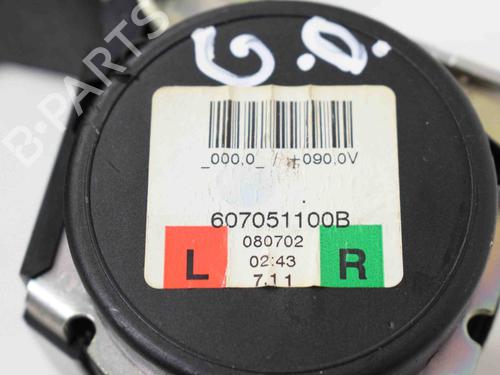 G.O.
B-PARTS
_000,0_ / +090,0V
607051100B
080702
L 02:43 R
7.11